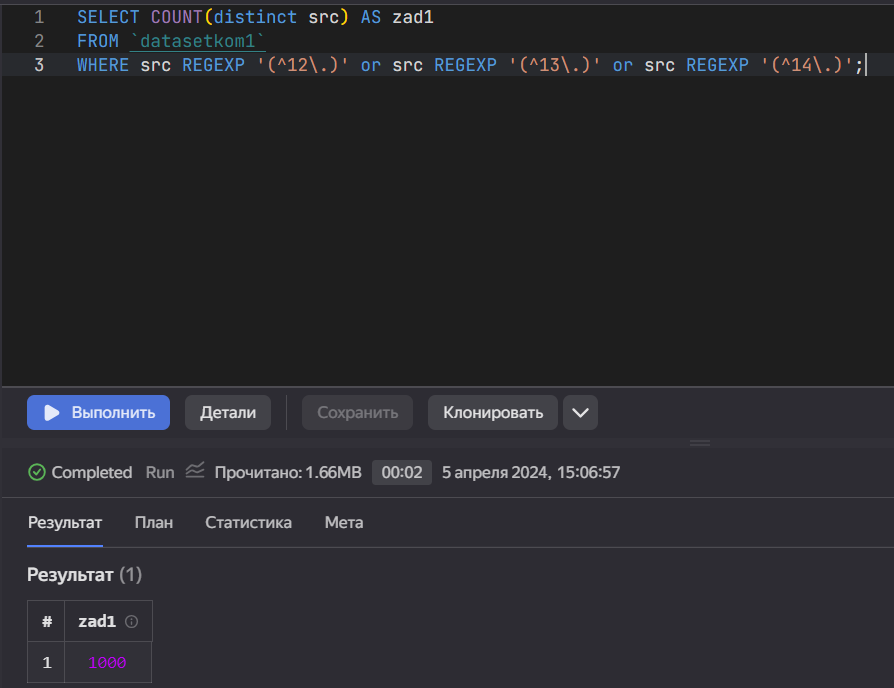 1 SELECT COUNT(distinct src) AS zad1
2 FROM `datasetkom1`
3 WHERE src REGEXP '(^12\.)' or src REGEXP '(^13\.)' or src REGEXP '(^14\.)';
Выполнить Детали Сохранить Клонировать
Completed Run Прочитано: 1.66MB 00:02 5 апреля 2024, 15:06:57
Результат План Статистика Мета
Результат (1)
# zad1
1 1000